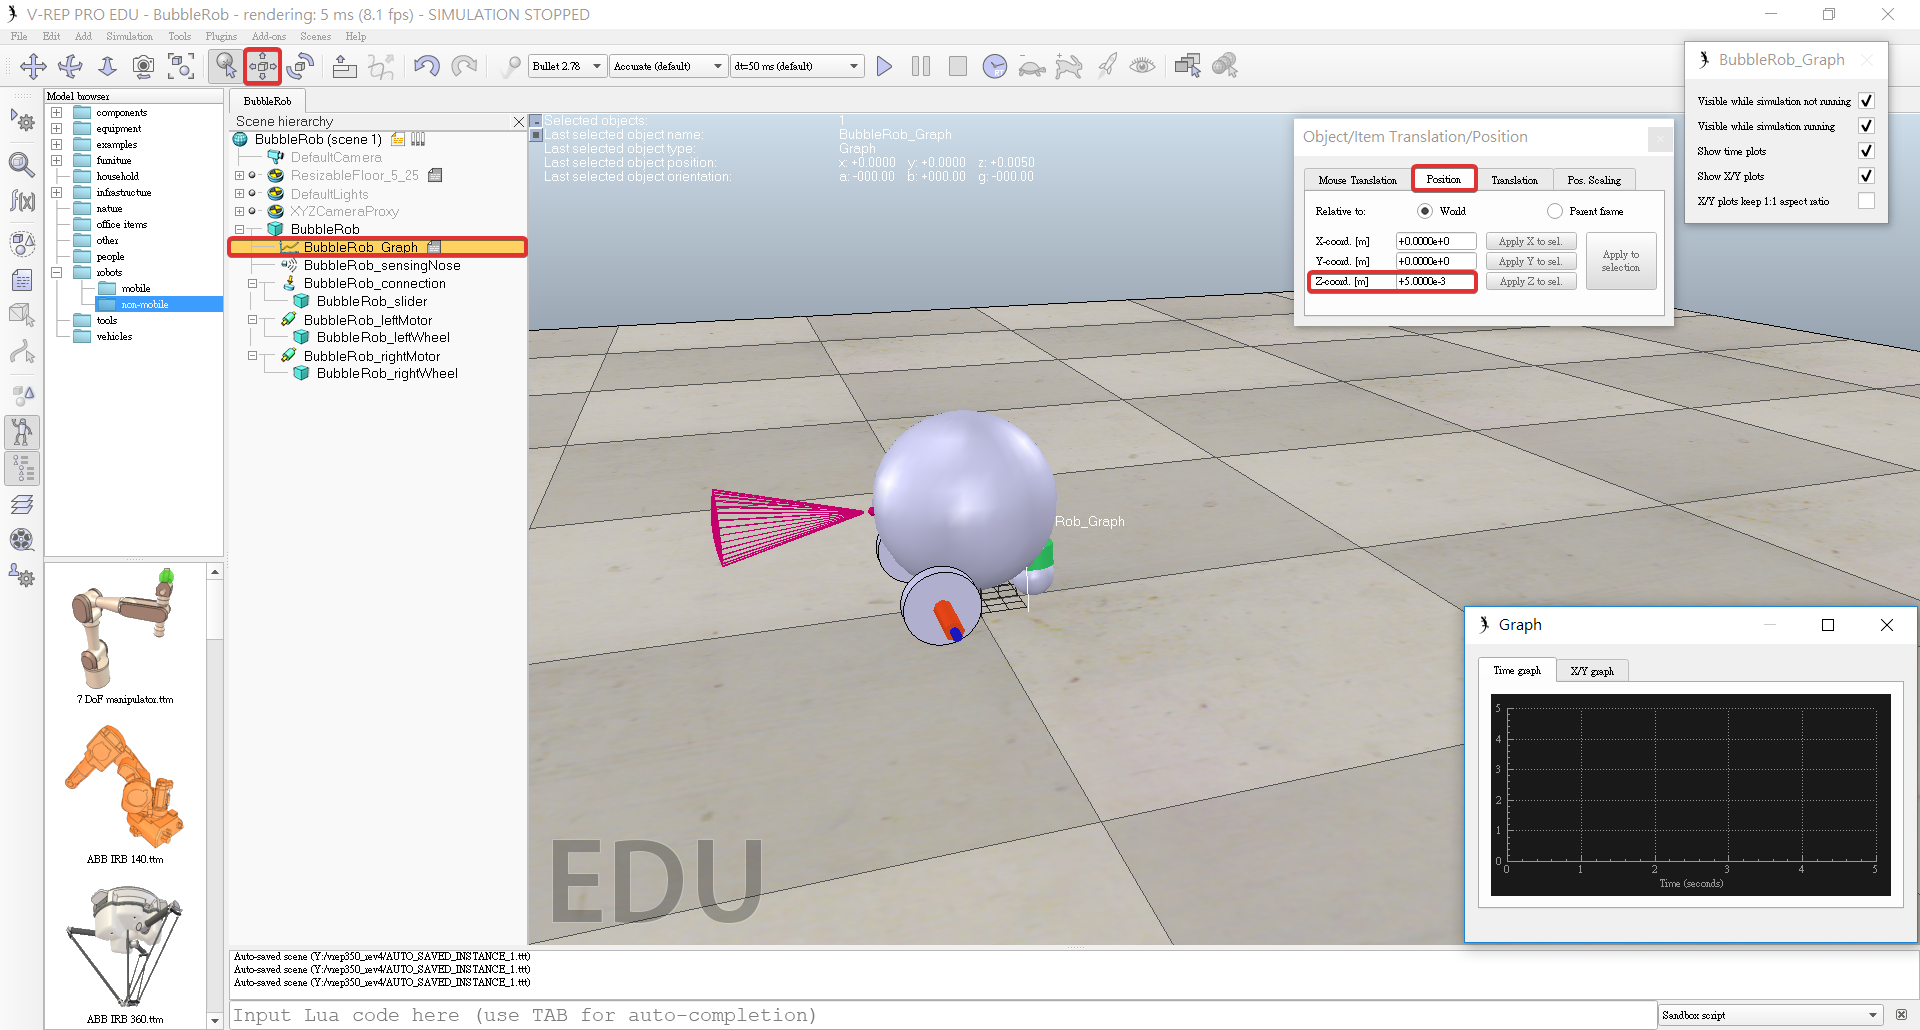 V-REP PRO EDU - BubbleRob - rendering: 5 ms (8.1 fps) - SIMULATION STOPPED
File Edit Add Simulation Tools Plugins Add-ons Scenes Help
Bullet 2.78 Accurate (default) dt=50 ms (default)
Model browser
components
equipment
examples
furniture
household
infrastructure
nature
office items
other
people
robots
mobile
non-mobile
tools
vehicles
7 DoF manipulator.ttm
ABB IRB 140.ttm
ABB IRB 360.ttm
BubbleRob
Scene hierarchy
BubbleRob (scene 1)
DefaultCamera
ResizableFloor_5_25
DefaultLights
XYZCameraProxy
BubbleRob
BubbleRob_Graph
BubbleRob_sensingNose
BubbleRob_connection
BubbleRob_slider
BubbleRob_leftMotor
BubbleRob_leftWheel
BubbleRob_rightMotor
BubbleRob_rightWheel
Selected objects: 1
Last selected object name: BubbleRob_Graph
Last selected object type: Graph
Last selected object position: x: +0.0000 y: +0.0000 z: +0.0050
Last selected object orientation: a: -000.00 b: +000.00 g: -000.00
Rob_Graph
EDU
Object/Item Translation/Position
Mouse Translation Position Translation Pos. Scaling
Relative to: World Parent frame
X-coord. [m] +0.0000e+0 Apply X to sel.
Y-coord. [m] +0.0000e+0 Apply Y to sel.
Z-coord. [m] +5.0000e-3 Apply Z to sel.
Apply to
selection
BubbleRob_Graph
Visible while simulation not running
Visible while simulation running
Show time plots
Show X/Y plots
X/Y plots keep 1:1 aspect ratio
Graph
Time graph X/Y graph
5
4
3
2
1
0
0 1 2 3 4 5
Time (seconds)
Auto-saved scene (Y:/vrep350_rev4/AUTO_SAVED_INSTANCE_1.ttt)
Auto-saved scene (Y:/vrep350_rev4/AUTO_SAVED_INSTANCE_1.ttt)
Auto-saved scene (Y:/vrep350_rev4/AUTO_SAVED_INSTANCE_1.ttt)
Input Lua code here (use TAB for auto-completion)
Sandbox script